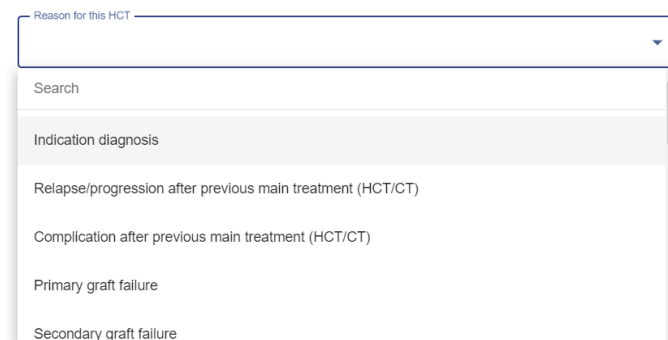 Reason for this HCT
Search
Indication diagnosis
Relapse/progression after previous main treatment (HCT/CT)
Complication after previous main treatment (HCT/CT)
Primary graft failure
Secondary graft failure